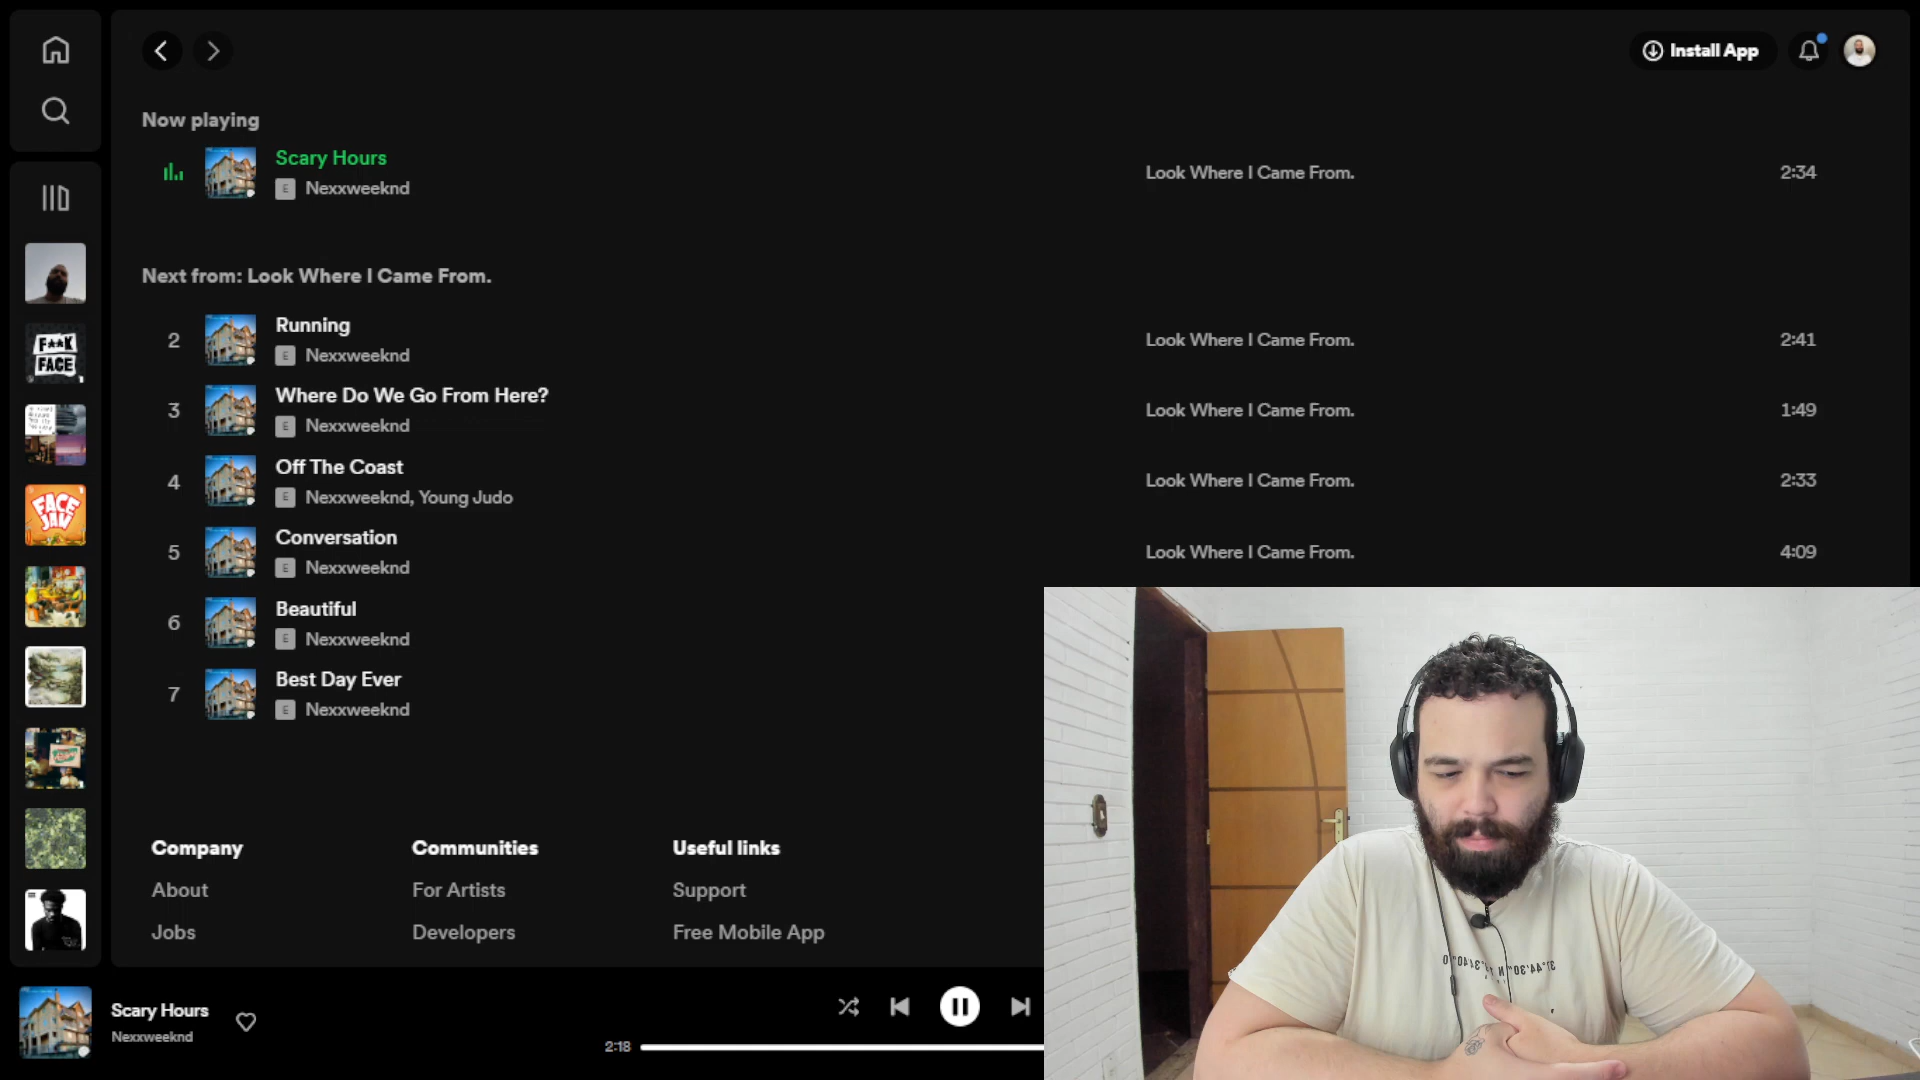 Install App
Now playing
Scary Hours
E Nexxweeknd
Look Where I Came From.
2:34
Next from: Look Where I Came From.
2
Running
E Nexxweeknd
Look Where I Came From.
2:41
3
Where Do We Go From Here?
E Nexxweeknd
Look Where I Came From.
1:49
4
Off The Coast
E Nexxweeknd, Young Judo
Look Where I Came From.
2:33
5
Conversation
E Nexxweeknd
Look Where I Came From.
4:09
6
Beautiful
E Nexxweeknd
7
Best Day Ever
E Nexxweeknd
F**K
FACE
FACE
JAM
Company
Communities
Useful links
About
For Artists
Support
Jobs
Developers
Free Mobile App
Scary Hours
Nexxweeknd
2:18